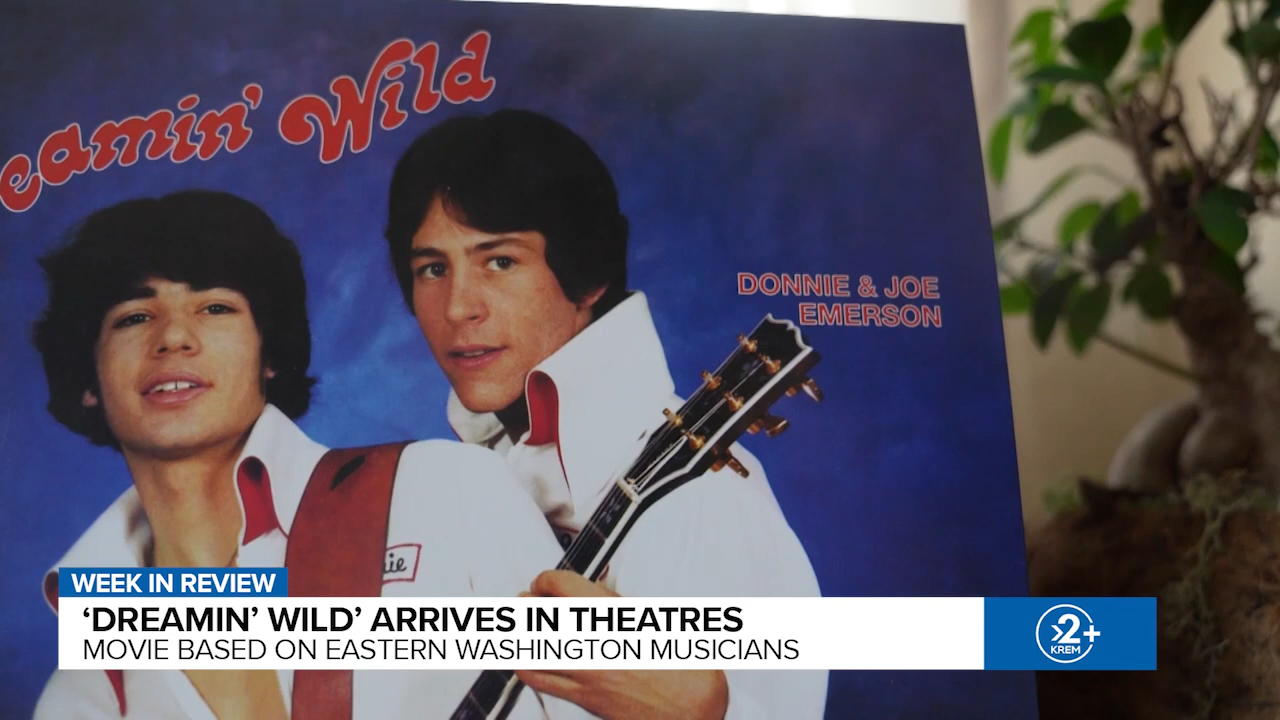 eamin' Wild
DONNIE & JOE
EMERSON
ie
WEEK IN REVIEW
‘DREAMIN’ WILD’ ARRIVES IN THEATRES
MOVIE BASED ON EASTERN WASHINGTON MUSICIANS
2+
KREM